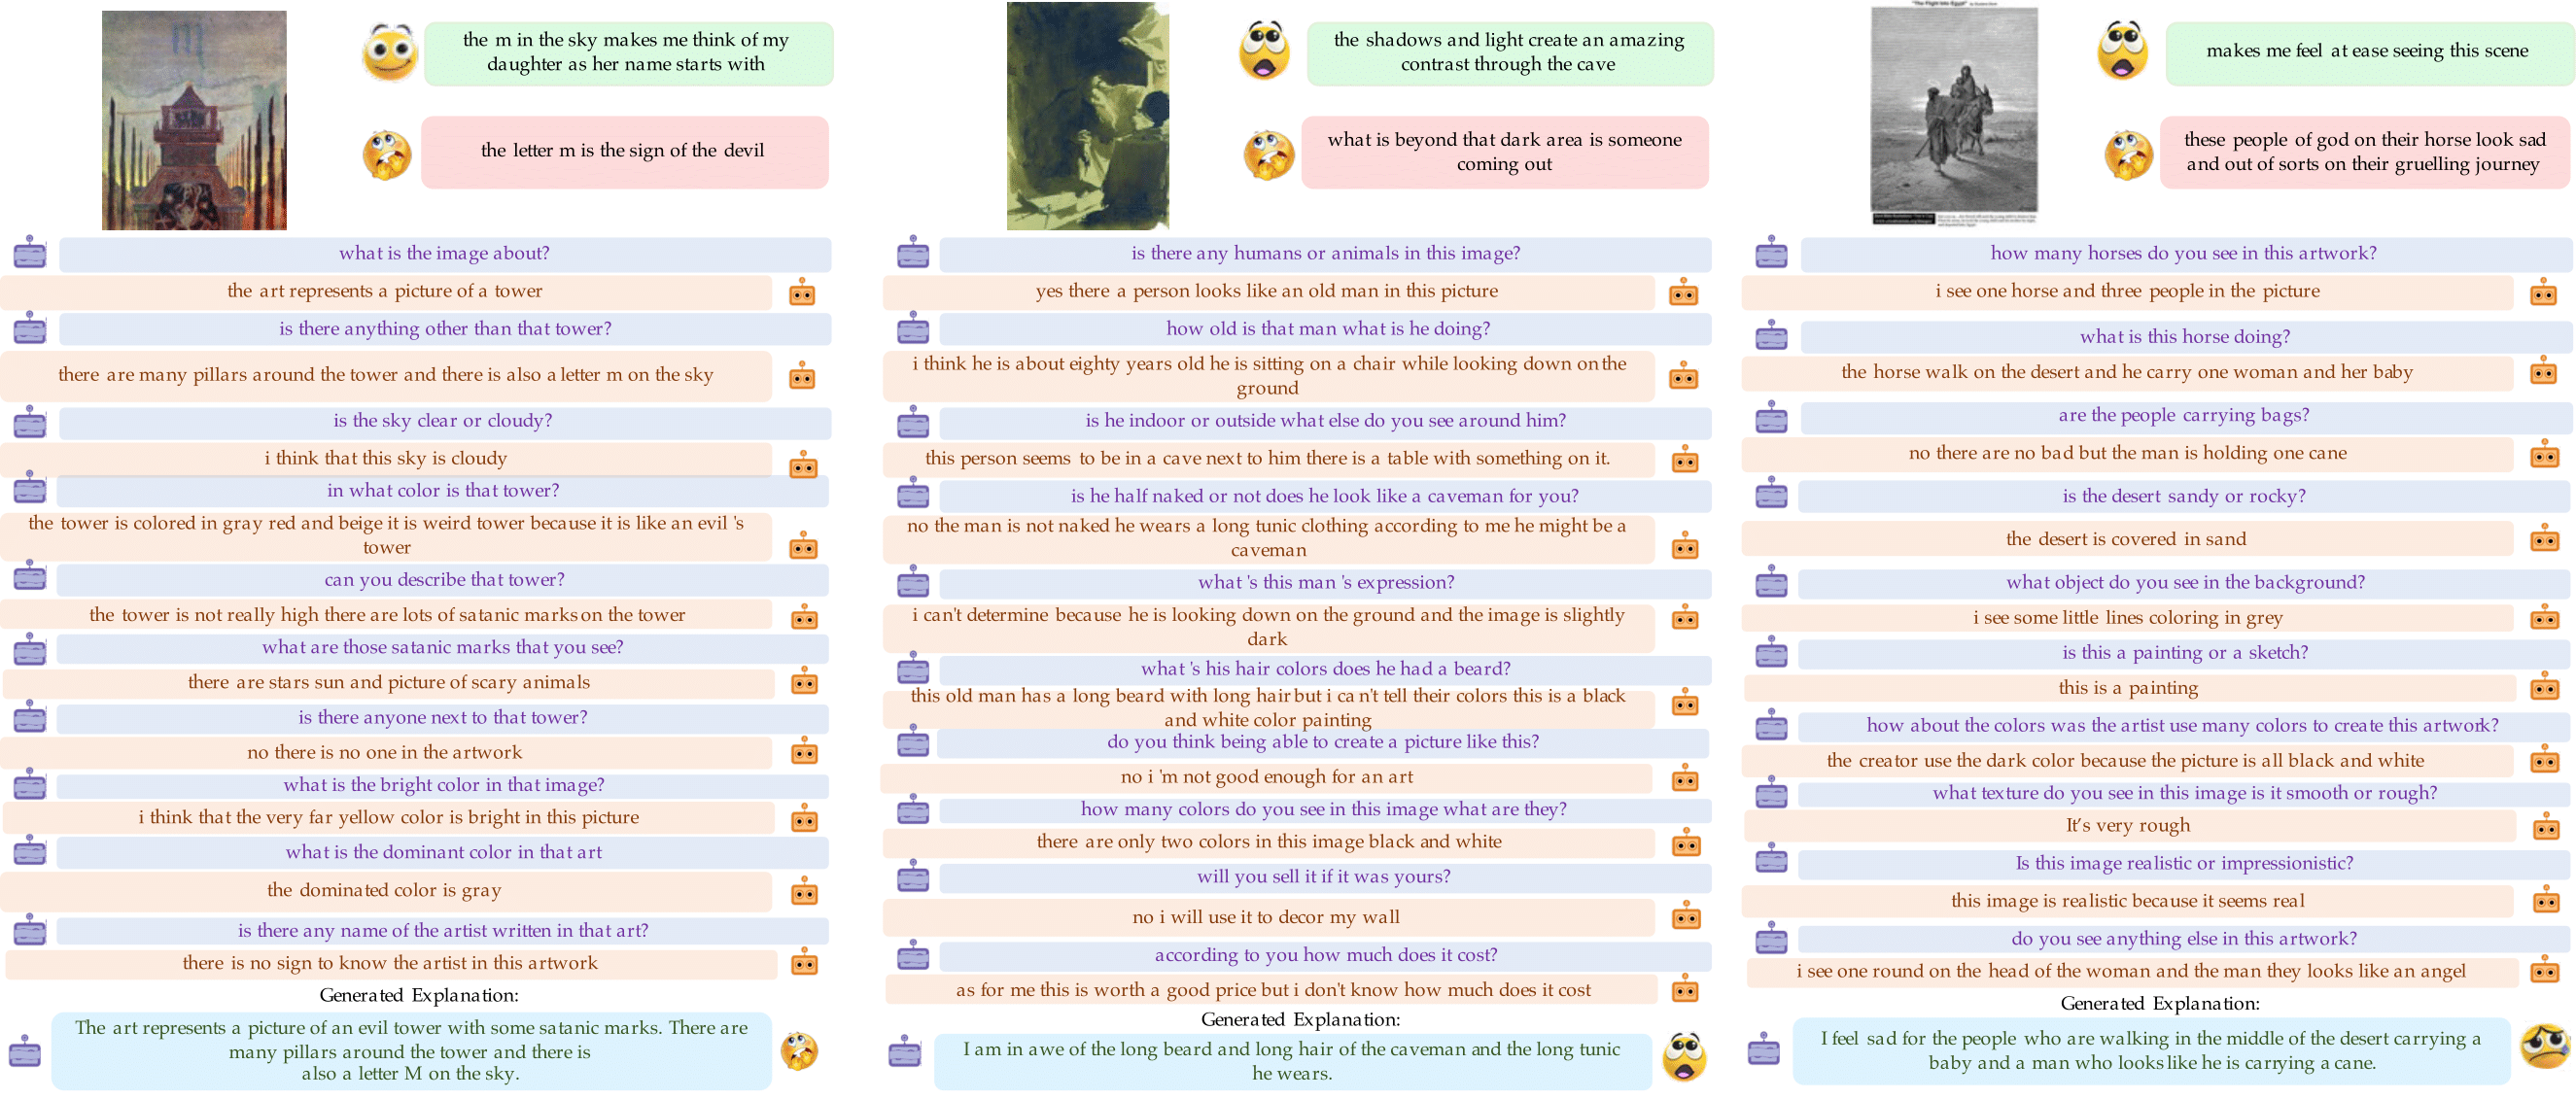 the m in the sky makes me think of my
daughter as her name starts with
the letter m is the sign of the devil
what is the image about?
the art represents a picture of a tower
is there anything other than that tower?
there are many pillars around the tower and there is also a letter m on the sky
is the sky clear or cloudy?
i think that this sky is cloudy
in what color is that tower?
the tower is colored in gray red and beige it is weird tower because it is like an evil 's
tower
can you describe that tower?
the tower is not really high there are lots of satanic marks on the tower
what are those satanic marks that you see?
there are stars sun and picture of scary animals
is there anyone next to that tower?
no there is no one in the artwork
what is the bright color in that image?
i think that the very far yellow color is bright in this picture
what is the dominant color in that art
the dominated color is gray
is there any name of the artist written in that art?
there is no sign to know the artist in this artwork
Generated Explanation:
The art represents a picture of an evil tower with some satanic marks. There are
many pillars around the tower and there is
also a letter M on the sky.
the shadows and light create an amazing
contrast through the cave
what is beyond that dark area is someone
coming out
is there any humans or animals in this image?
yes there a person looks like an old man in this picture
how old is that man what is he doing?
i think he is about eighty years old he is sitting on a chair while looking down on the
ground
is he indoor or outside what else do you see around him?
this person seems to be in a cave next to him there is a table with something on it.
is he half naked or not does he look like a caveman for you?
no the man is not naked he wears a long tunic clothing according to me he might be a
caveman
what 's this man 's expression?
i can't determine because he is looking down on the ground and the image is slightly
dark
what 's his hair colors does he had a beard?
this old man has a long beard with long hair but i can't tell their colors this is a black
and white color painting
do you think being able to create a picture like this?
no i 'm not good enough for an art
how many colors do you see in this image what are they?
there are only two colors in this image black and white
will you sell it if it was yours?
no i will use it to decor my wall
according to you how much does it cost?
as for me this is worth a good price but i don't know how much does it cost
Generated Explanation:
I am in awe of the long beard and long hair of the caveman and the long tunic
he wears.
"The Flight Into Egypt"
makes me feel at ease seeing this scene
these people of god on their horse look sad
and out of sorts on their gruelling journey
how many horses do you see in this artwork?
i see one horse and three people in the picture
what is this horse doing?
the horse walk on the desert and he carry one woman and her baby
are the people carrying bags?
no there are no bad but the man is holding one cane
is the desert sandy or rocky?
the desert is covered in sand
what object do you see in the background?
i see some little lines coloring in grey
is this a painting or a sketch?
this is a painting
how about the colors was the artist use many colors to create this artwork?
the creator use the dark color because the picture is all black and white
what texture do you see in this image is it smooth or rough?
It's very rough
Is this image realistic or impressionistic?
this image is realistic because it seems real
do you see anything else in this artwork?
i see one round on the head of the woman and the man they looks like an angel
Generated Explanation:
I feel sad for the people who are walking in the middle of the desert carrying a
baby and a man who looks like he is carrying a cane.